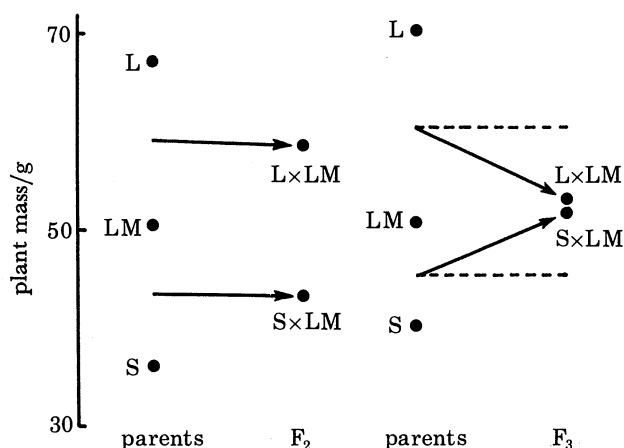 70
L
L
L×LM
L×LM
plant mass/g
LM
50
LM
S×LM
S×LM
S
S
30
parents F₂ parents F₃